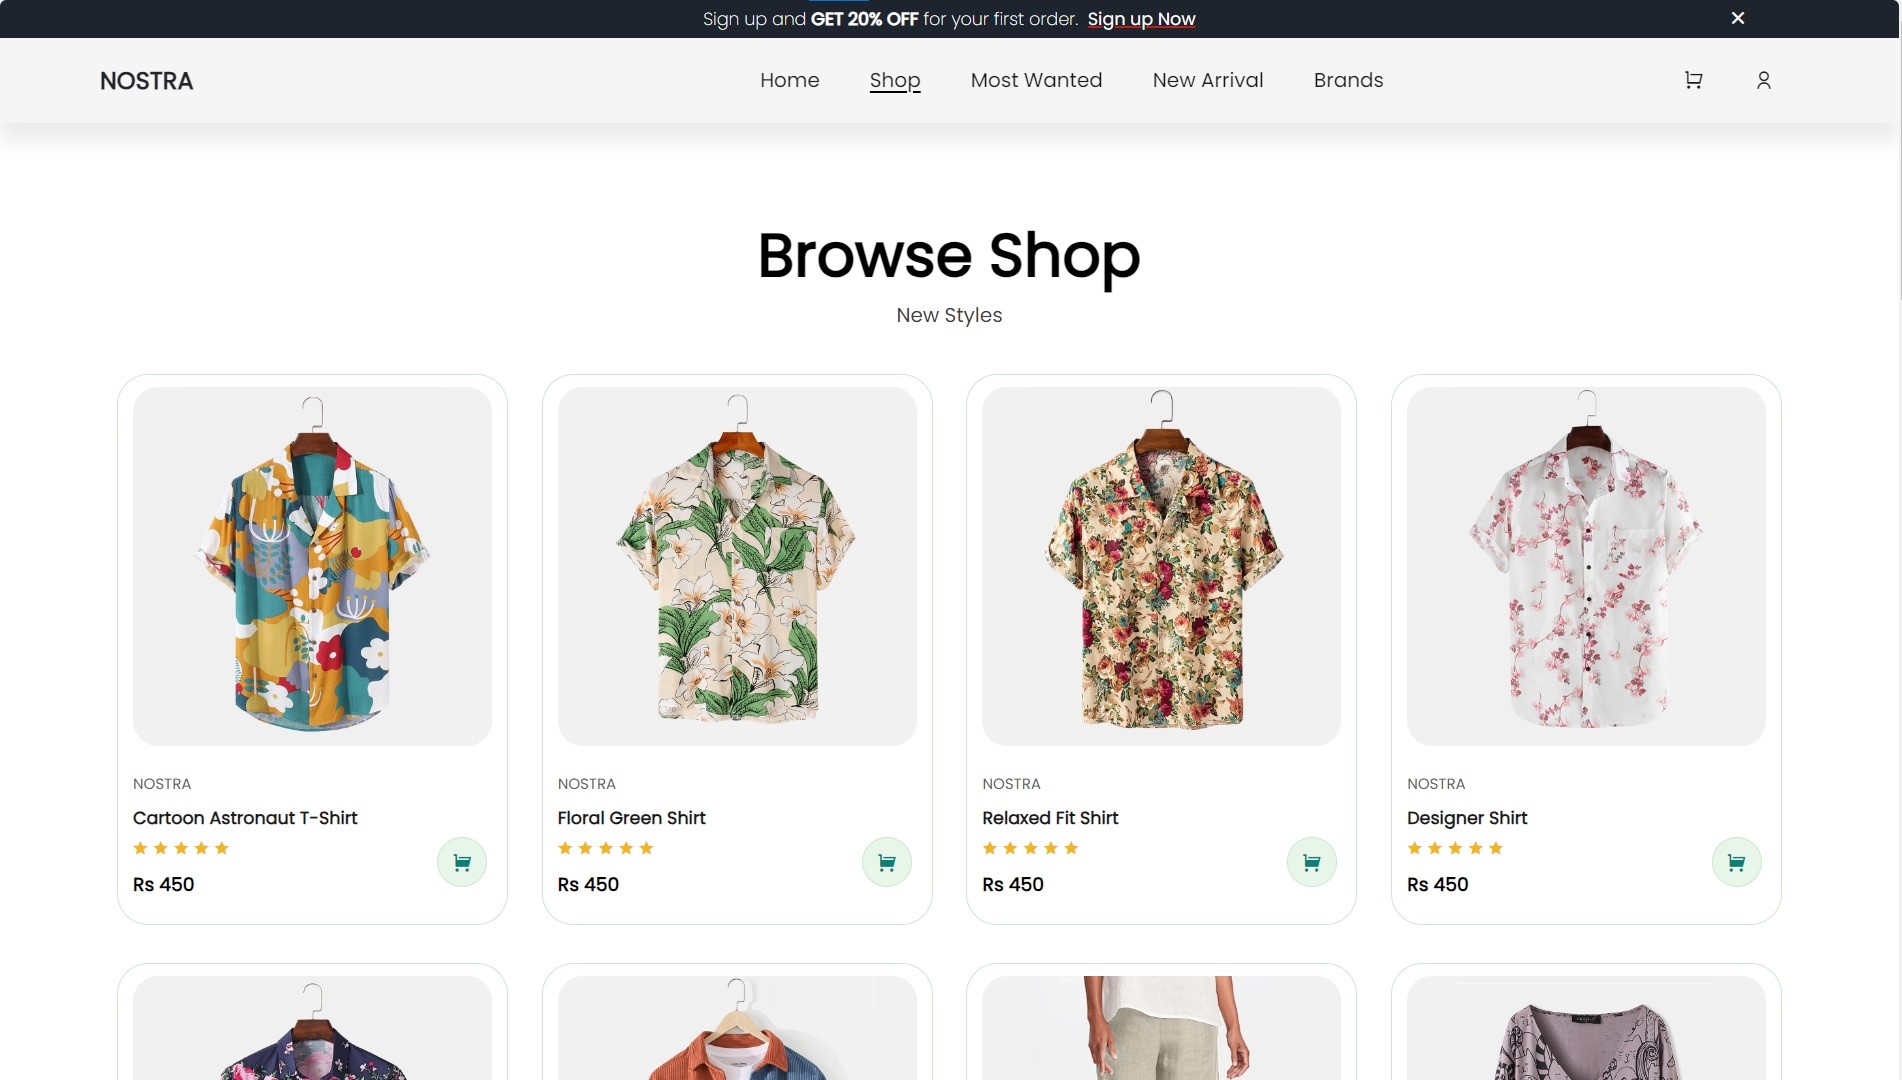 Sign up and GET 20% OFF for your first order. Sign up Now
NOSTRA Home Shop Most Wanted New Arrival Brands
Browse Shop
New Styles
NOSTRA
Cartoon Astronaut T-Shirt
Rs 450
NOSTRA
Floral Green Shirt
Rs 450
NOSTRA
Relaxed Fit Shirt
Rs 450
NOSTRA
Designer Shirt
Rs 450